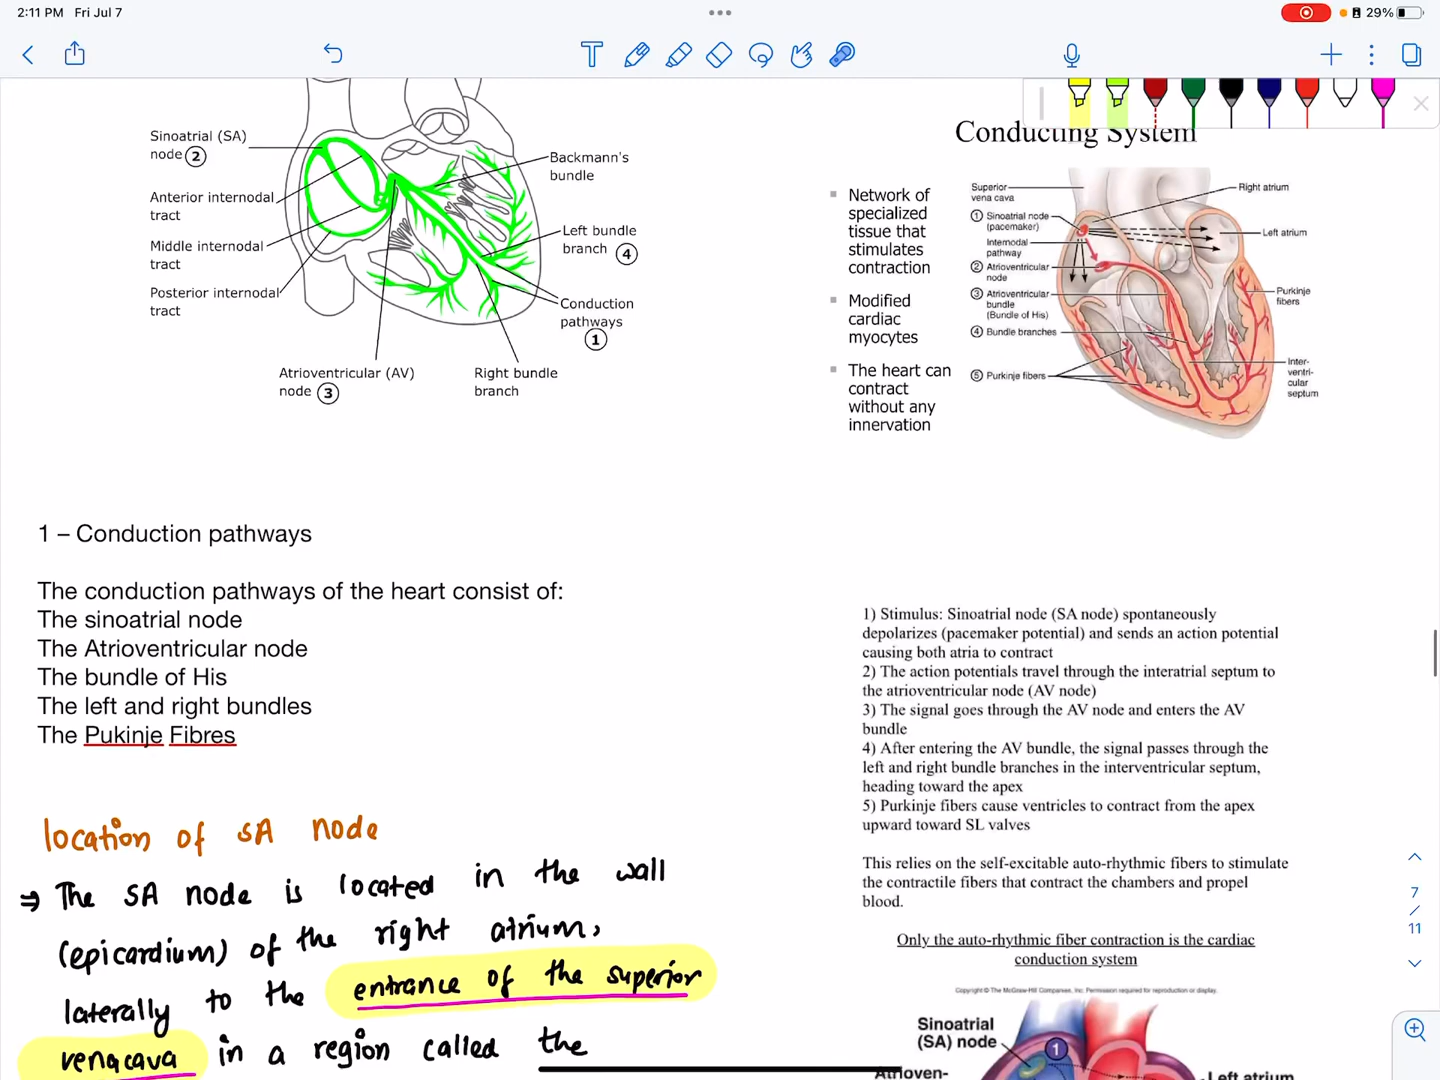 2:11 PM Fri Jul 7
29%
Sinoatrial (SA)
node 2
Anterior internodal
tract
Middle internodal
tract
Posterior internodal
tract
Atrioventricular (AV)
node 3
Right bundle
branch
Backmann's
bundle
Left bundle
branch 4
Conduction
pathways
1
Conducting System
Network of
specialized
tissue that
stimulates
contraction
Modified
cardiac
myocytes
The heart can
contract
without any
innervation
Superior
vena cava
1 Sinoatrial node
(pacemaker)
Internodal
pathway
2 Atrioventricular
node
3 Atrioventricular
bundle
(Bundle of His)
4 Bundle branches
5 Purkinje fibers
Right atrium
Left atrium
Purkinje
fibers
Inter-
ventri-
cular
septum
1 – Conduction pathways
The conduction pathways of the heart consist of:
The sinoatrial node
The Atrioventricular node
The bundle of His
The left and right bundles
The Pukinje Fibres
location of SA node
⇒ The SA node is located in the wall
(epicardium) of the right atrium,
laterally to the entrance of the superior
venacava in a region called the
1) Stimulus: Sinoatrial node (SA node) spontaneously
depolarizes (pacemaker potential) and sends an action potential
causing both atria to contract
2) The action potentials travel through the interatrial septum to
the atrioventricular node (AV node)
3) The signal goes through the AV node and enters the AV
bundle
4) After entering the AV bundle, the signal passes through the
left and right bundle branches in the interventricular septum,
heading toward the apex
5) Purkinje fibers cause ventricles to contract from the apex
upward toward SL valves
This relies on the self-excitable auto-rhythmic fibers to stimulate
the contractile fibers that contract the chambers and propel
blood.
Only the auto-rhythmic fiber contraction is the cardiac
conduction system
Copyright © The McGraw-Hill Companies, Inc. Permission required for reproduction or display.
Sinoatrial
(SA) node
1
Atrioven-
Left atrium
7
/
11